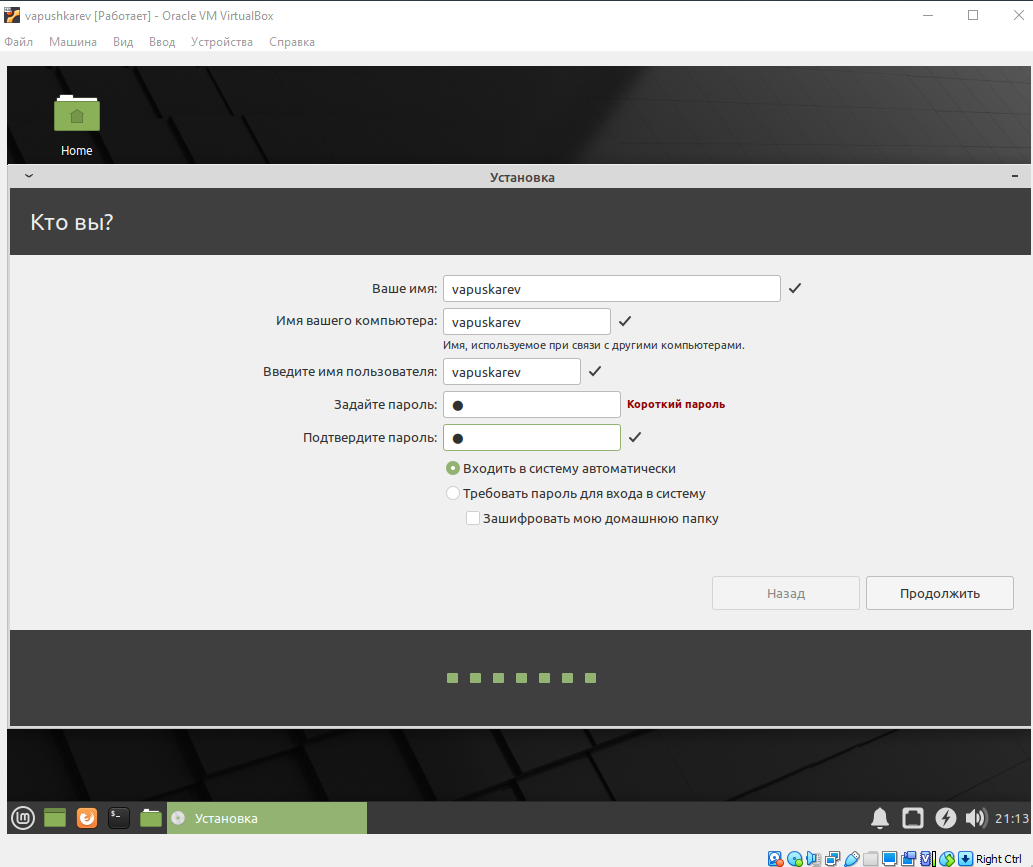 vapushkarev [Работает] - Oracle VM VirtualBox
Файл Машина Вид Ввод Устройства Справка
Home
Установка
Кто вы?
Ваше имя: vapuskarev
Имя вашего компьютера: vapuskarev
Имя, используемое при связи с другими компьютерами.
Введите имя пользователя: vapuskarev
Задайте пароль: ● Короткий пароль
Подтвердите пароль: ●
Входить в систему автоматически
Требовать пароль для входа в систему
Зашифровать мою домашнюю папку
Назад Продолжить
Установка 21:13
Right Ctrl